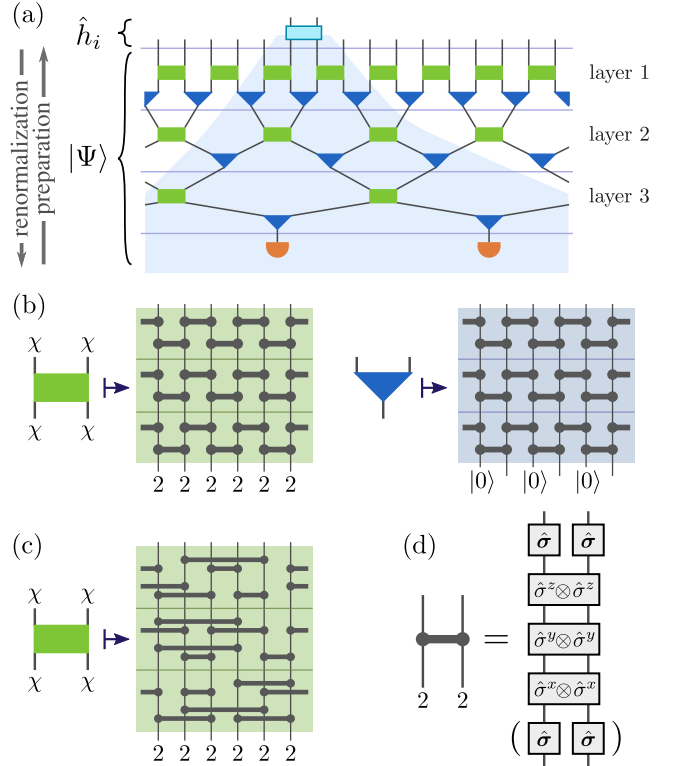 (a)
ĥ_i {
renormalization
preparation
|Ψ⟩ {
layer 1
layer 2
layer 3
(b)
χ χ
χ χ
2 2 2 2 2 2
|0⟩ |0⟩ |0⟩
(c)
χ χ
χ χ
2 2 2 2 2 2
(d)
σ̂ σ̂
σ̂^z ⊗ σ̂^z
=
σ̂^y ⊗ σ̂^y
σ̂^x ⊗ σ̂^x
2 2
( σ̂ σ̂ )